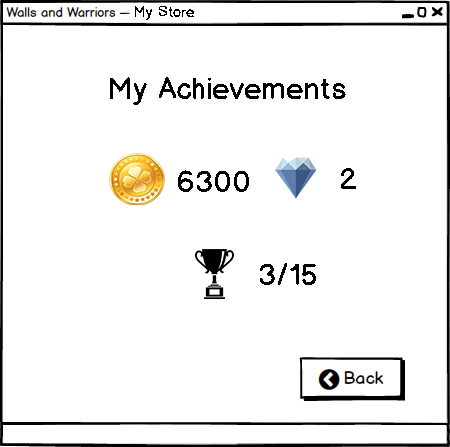 Walls and Warriors — My Store
My Achievements
6300 2
3/15
Back